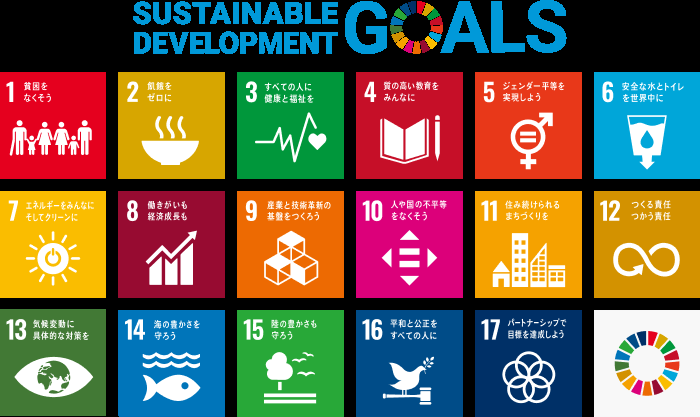 SUSTAINABLE
DEVELOPMENT
GOALS
1 貧困を
なくそう
2 飢餓を
ゼロに
3 すべての人に
健康と福祉を
4 質の高い教育を
みんなに
5 ジェンダー平等を
実現しよう
6 安全な水とトイレ
を世界中に
7 エネルギーをみんなに
そしてクリーンに
8 働きがいも
経済成長も
9 産業と技術革新の
基盤をつくろう
10 人や国の不平等
をなくそう
11 住み続けられる
まちづくりを
12 つくる責任
つかう責任
13 気候変動に
具体的な対策を
14 海の豊かさを
守ろう
15 陸の豊かさも
守ろう
16 平和と公正を
すべての人に
17 パートナーシップで
目標を達成しよう